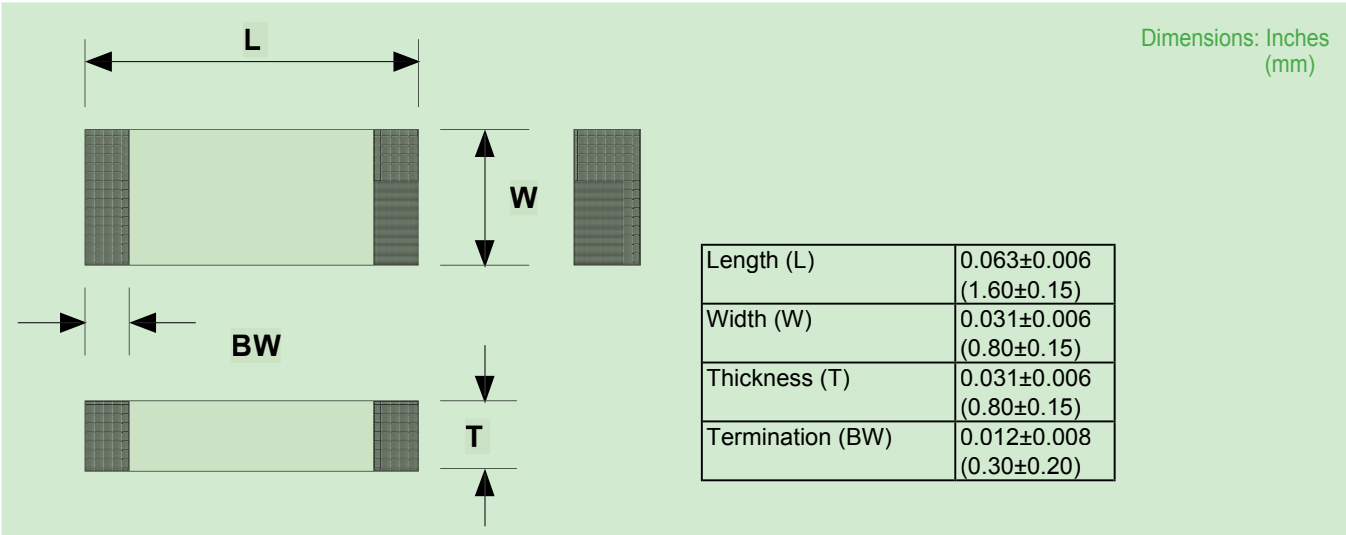 L
Dimensions: Inches
(mm)
W
BW
T
Length (L) 0.063±0.006
(1.60±0.15)
Width (W) 0.031±0.006
(0.80±0.15)
Thickness (T) 0.031±0.006
(0.80±0.15)
Termination (BW) 0.012±0.008
(0.30±0.20)